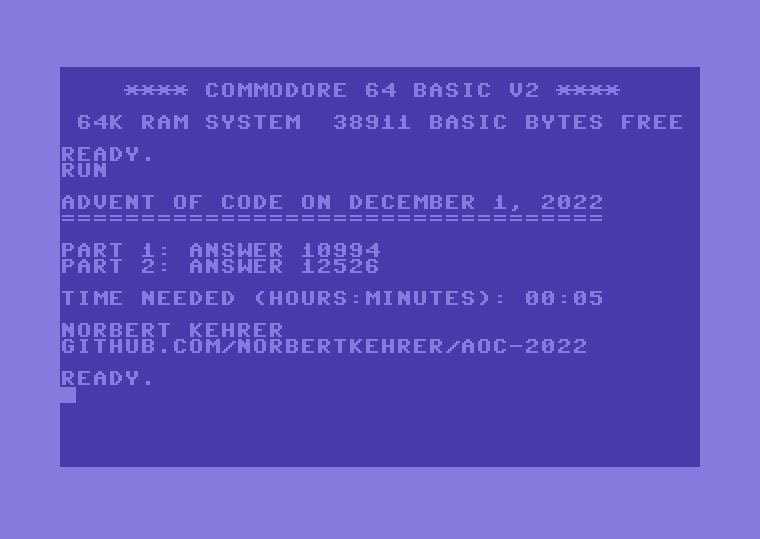 **** COMMODORE 64 BASIC V2 ****
64K RAM SYSTEM  38911 BASIC BYTES FREE
READY.
RUN
ADVENT OF CODE ON DECEMBER 1, 2022
==================================
PART 1: ANSWER 10994
PART 2: ANSWER 12526
TIME NEEDED (HOURS:MINUTES): 00:05
NORBERT KEHRER
GITHUB.COM/NORBERTKEHRER/AOC-2022
READY.